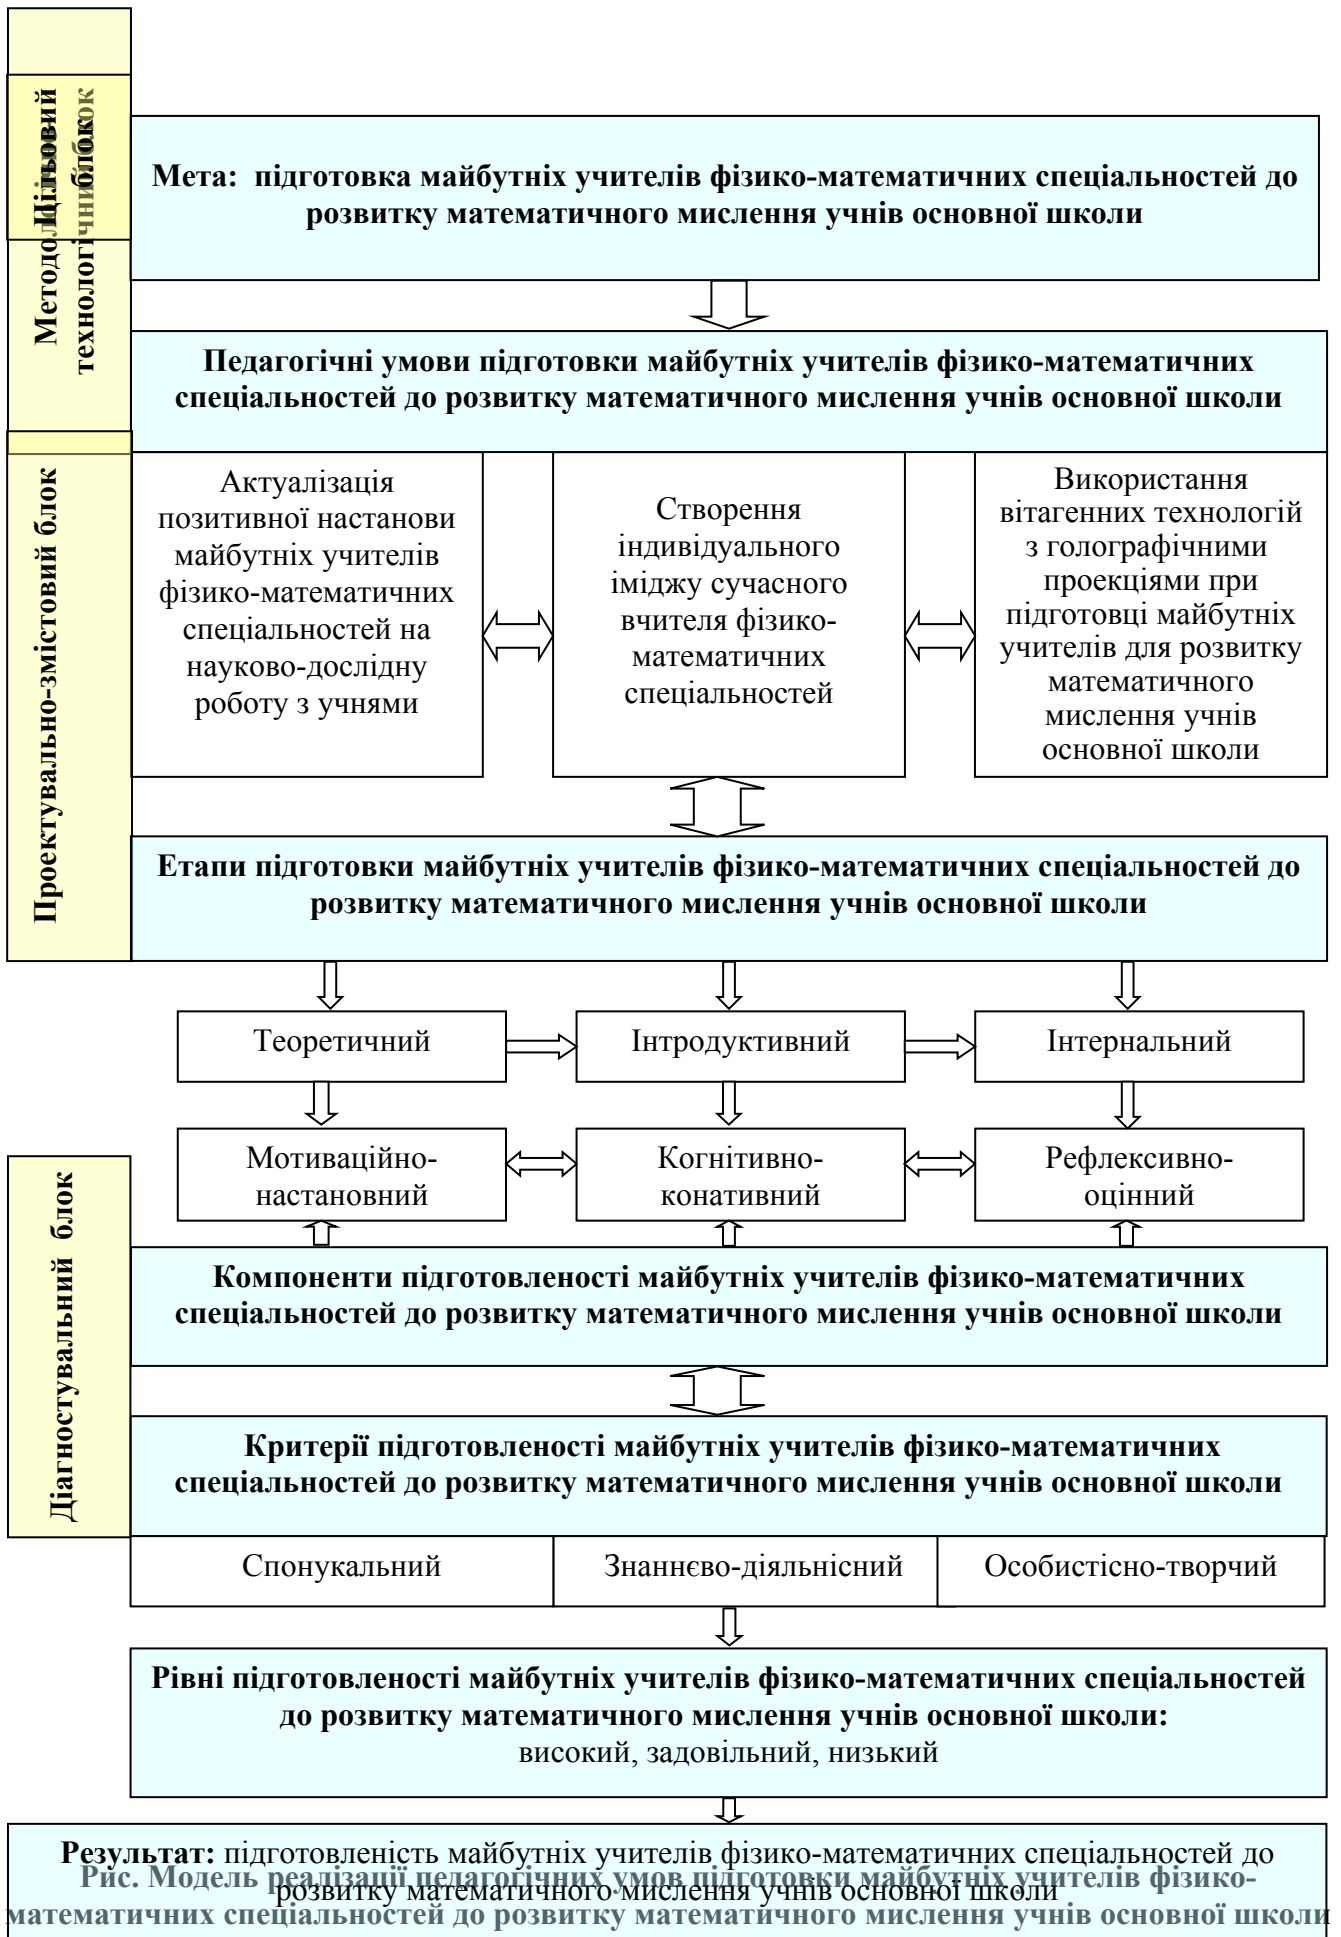 Цільовий
блок
Методолог
технологічний блок
Мета: підготовка майбутніх учителів фізико-математичних спеціальностей до
розвитку математичного мислення учнів основної школи
Педагогічні умови підготовки майбутніх учителів фізико-математичних
спеціальностей до розвитку математичного мислення учнів основної школи
Проектувально-змістовий блок
Актуалізація
позитивної настанови
майбутніх учителів
фізико-математичних
спеціальностей на
науково-дослідну
роботу з учнями
Створення
індивідуального
іміджу сучасного
вчителя фізико-
математичних
спеціальностей
Використання
вітагенних технологій
з голографічними
проекціями при
підготовці майбутніх
учителів для розвитку
математичного
мислення учнів
основної школи
Етапи підготовки майбутніх учителів фізико-математичних спеціальностей до
розвитку математичного мислення учнів основної школи
Теоретичний
Інтродуктивний
Інтернальний
Мотиваційно-
настановний
Когнітивно-
конативний
Рефлексивно-
оцінний
Діагностувальний блок
Компоненти підготовленості майбутніх учителів фізико-математичних
спеціальностей до розвитку математичного мислення учнів основної школи
Критерії підготовленості майбутніх учителів фізико-математичних
спеціальностей до розвитку математичного мислення учнів основної школи
Спонукальний
Знаннєво-діяльнісний
Особистісно-творчий
Рівні підготовленості майбутніх учителів фізико-математичних спеціальностей
до розвитку математичного мислення учнів основної школи:
високий, задовільний, низький
Результат: підготовленість майбутніх учителів фізико-математичних спеціальностей до
розвитку математичного мислення учнів основної школи
Рис. Модель реалізації педагогічних умов підготовки майбутніх учителів фізико-
математичних спеціальностей до розвитку математичного мислення учнів основної школи